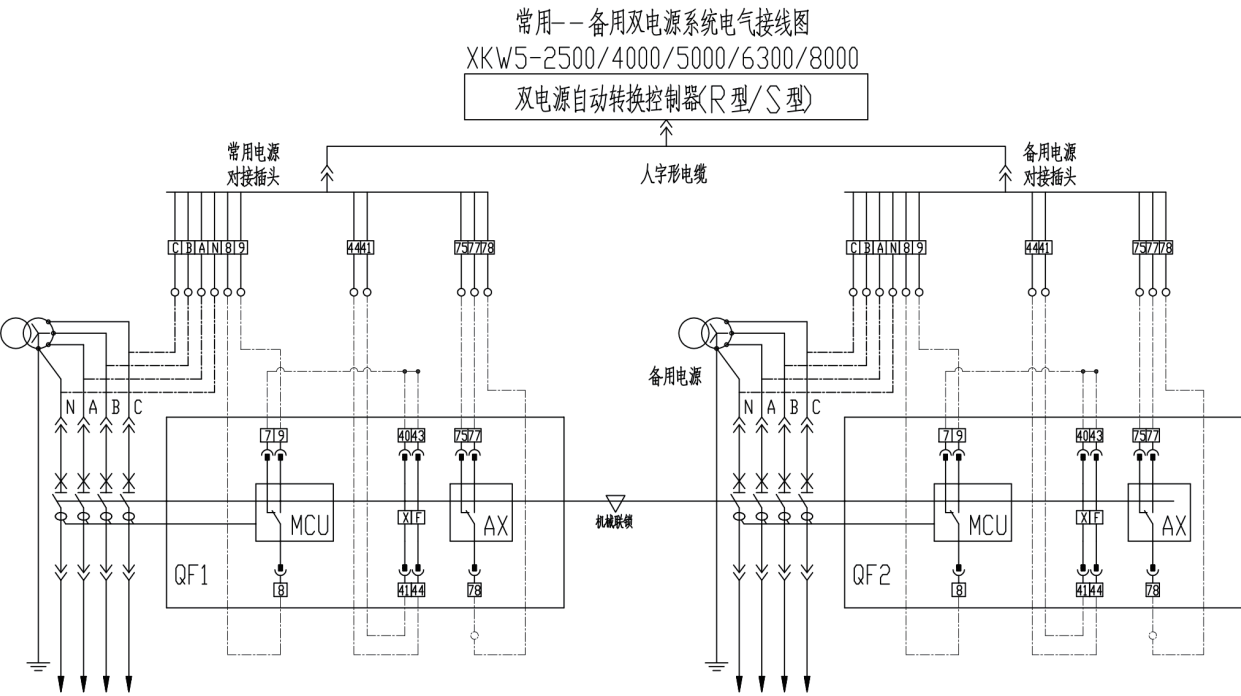 常用--备用双电源系统电气接线图
XKW5-2500/4000/5000/6300/8000
双电源自动转换控制器(R型/S型)
常用电源
对接插头
人字形电缆
备用电源
对接插头
C B A N 8 9
44 41
75 77 78
C B A N 8 9
44 41
75 77 78
备用电源
N A B C
N A B C
7 9
40 43
75 77
7 9
40 43
75 77
MCU
X F
AX
机械联锁
MCU
X F
AX
QF1
8
41 44
78
QF2
8
41 44
78